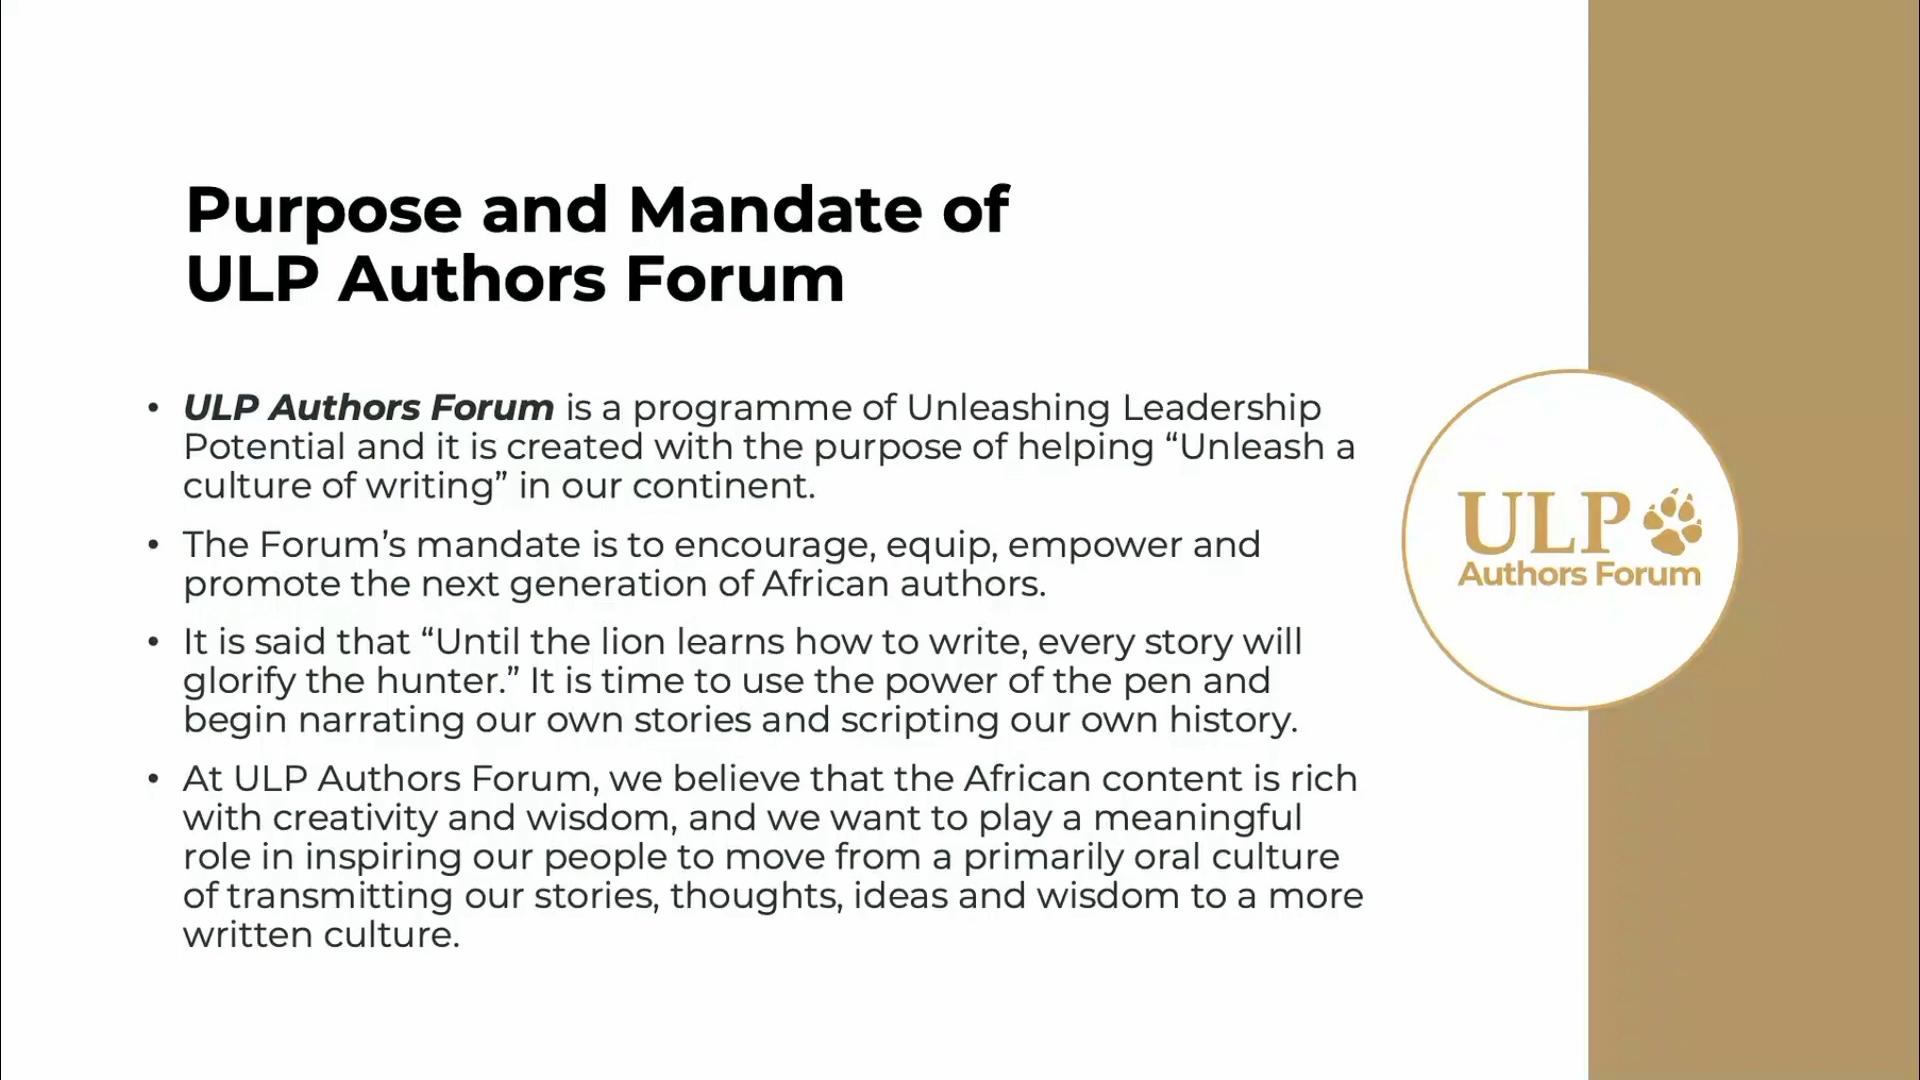 Purpose and Mandate of
ULP Authors Forum
• ULP Authors Forum is a programme of Unleashing Leadership
Potential and it is created with the purpose of helping “Unleash a
culture of writing” in our continent.
• The Forum’s mandate is to encourage, equip, empower and
promote the next generation of African authors.
• It is said that “Until the lion learns how to write, every story will
glorify the hunter.” It is time to use the power of the pen and
begin narrating our own stories and scripting our own history.
• At ULP Authors Forum, we believe that the African content is rich
with creativity and wisdom, and we want to play a meaningful
role in inspiring our people to move from a primarily oral culture
of transmitting our stories, thoughts, ideas and wisdom to a more
written culture.
ULP
Authors Forum